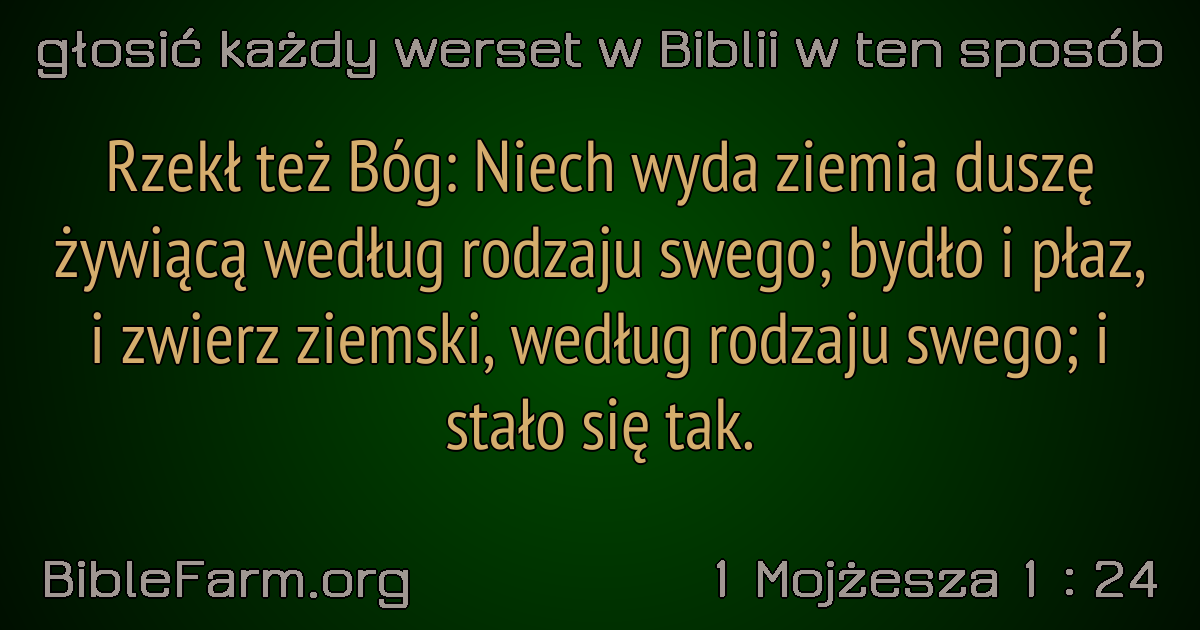 głosić każdy werset w Biblii w ten sposób
Rzekł też Bóg: Niech wyda ziemia duszę
żywiącą według rodzaju swego; bydło i płaz,
i zwierz ziemski, według rodzaju swego; i
stało się tak.
BibleFarm.org
1 Mojżesza 1 : 24